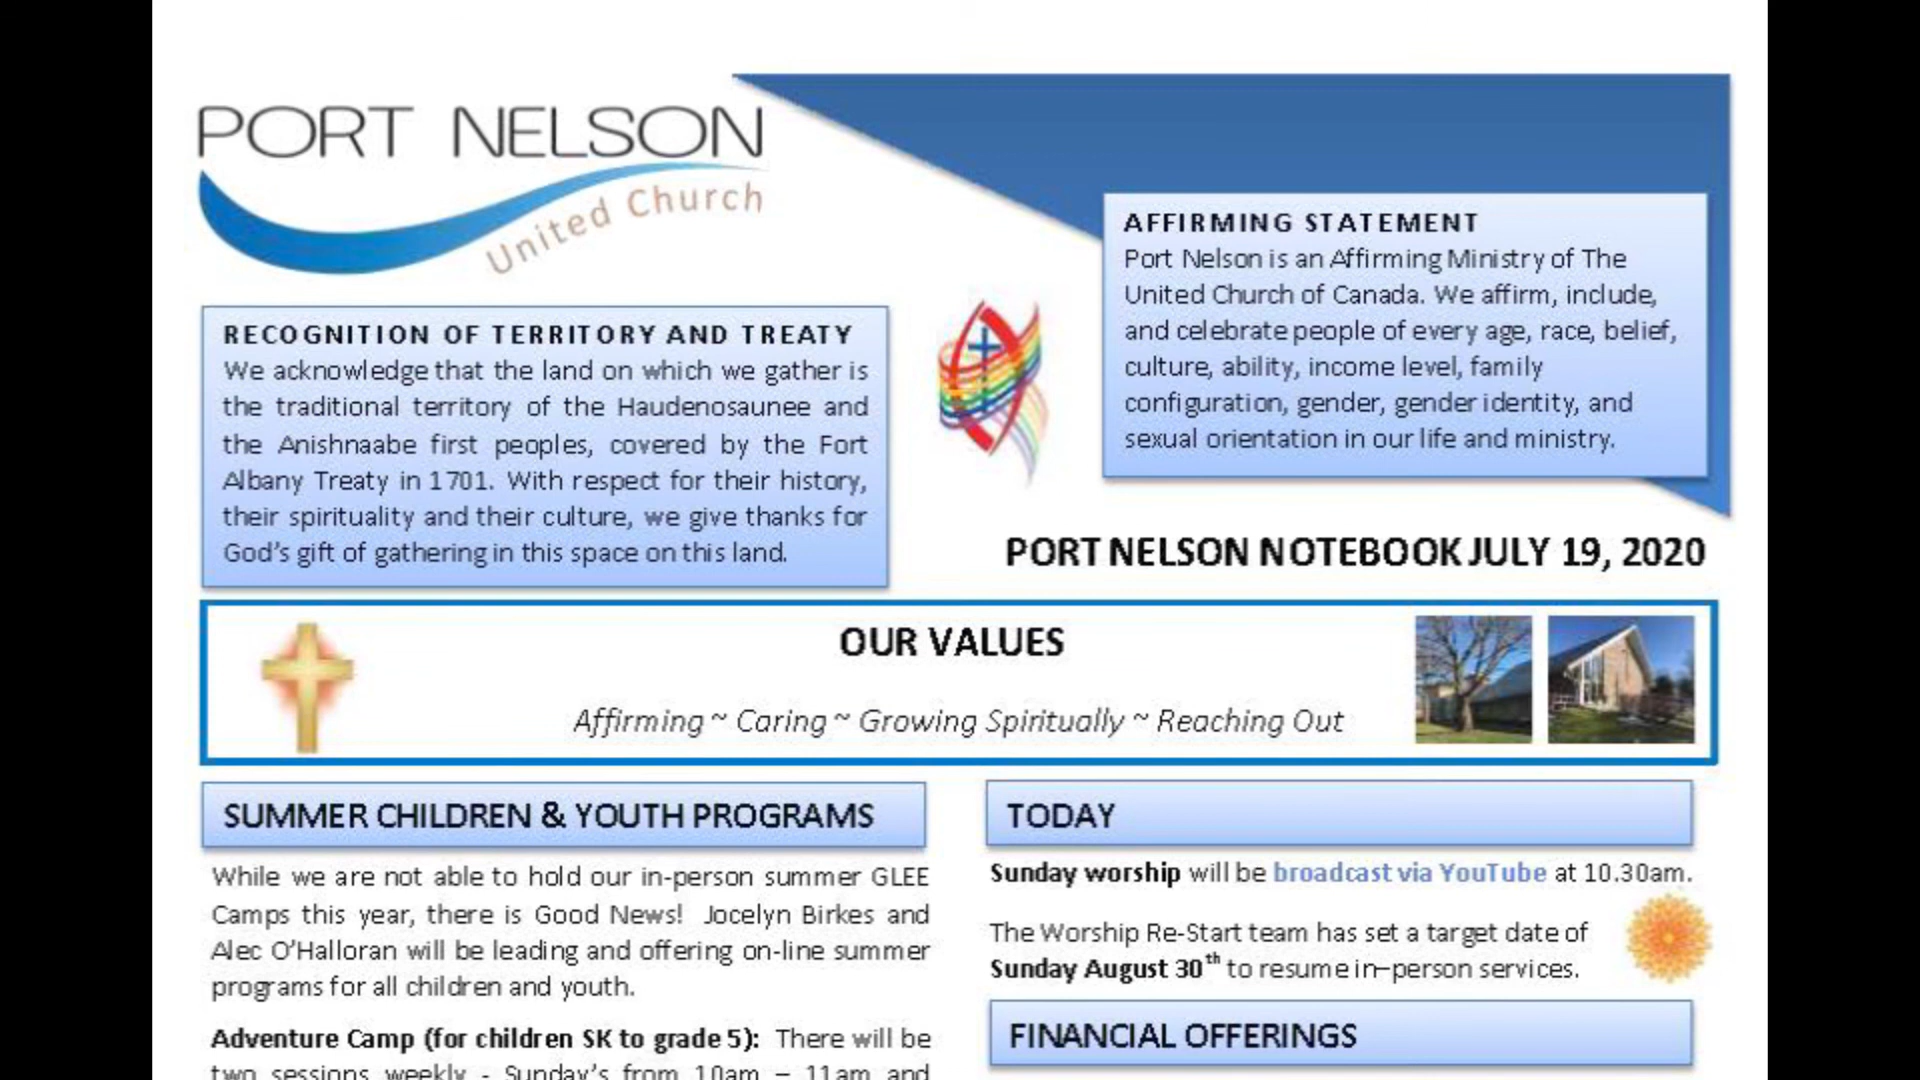 PORT NELSON
United Church
AFFIRMING STATEMENT
Port Nelson is an Affirming Ministry of The
United Church of Canada. We affirm, include,
and celebrate people of every age, race, belief,
culture, ability, income level, family
configuration, gender, gender identity, and
sexual orientation in our life and ministry.
RECOGNITION OF TERRITORY AND TREATY
We acknowledge that the land on which we gather is
the traditional territory of the Haudenosaunee and
the Anishnaabe first peoples, covered by the Fort
Albany Treaty in 1701. With respect for their history,
their spirituality and their culture, we give thanks for
God's gift of gathering in this space on this land.
PORT NELSON NOTEBOOK JULY 19, 2020
OUR VALUES
Affirming ~ Caring ~ Growing Spiritually ~ Reaching Out
SUMMER CHILDREN & YOUTH PROGRAMS
While we are not able to hold our in-person summer GLEE
Camps this year, there is Good News! Jocelyn Birkes and
Alec O'Halloran will be leading and offering on-line summer
programs for all children and youth.
Adventure Camp (for children SK to grade 5): There will be
two sessions weekly - Sunday's from 10am – 11am and
TODAY
Sunday worship will be broadcast via YouTube at 10.30am.
The Worship Re-Start team has set a target date of
Sunday August 30th to resume in-person services.
FINANCIAL OFFERINGS